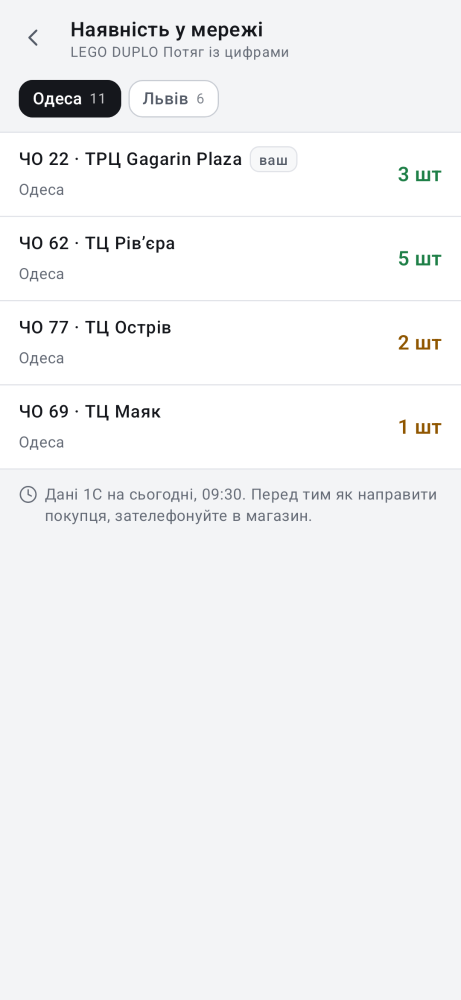 Наявність у мережі
LEGO DUPLO Потяг із цифрами
Одеса 11
Львів 6
ЧО 22 · ТРЦ Gagarin Plaza ваш
Одеса
3 шт
ЧО 62 · ТЦ Рів’єра
Одеса
5 шт
ЧО 77 · ТЦ Острів
Одеса
2 шт
ЧО 69 · ТЦ Маяк
Одеса
1 шт
Дані 1С на сьогодні, 09:30. Перед тим як направити
покупця, зателефонуйте в магазин.